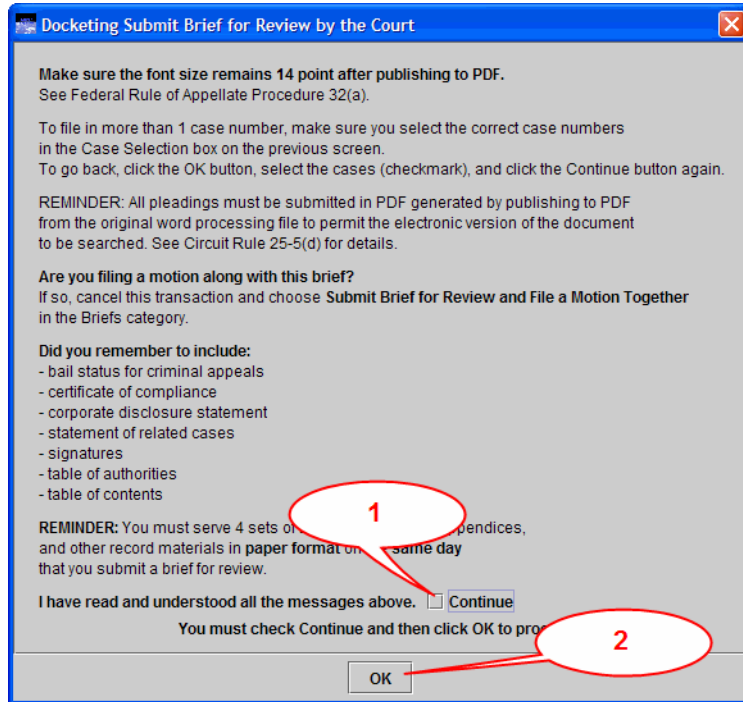 Docketing Submit Brief for Review by the Court
Make sure the font size remains 14 point after publishing to PDF.
See Federal Rule of Appellate Procedure 32(a).
To file in more than 1 case number, make sure you select the correct case numbers
in the Case Selection box on the previous screen.
To go back, click the OK button, select the cases (checkmark), and click the Continue button again.
REMINDER: All pleadings must be submitted in PDF generated by publishing to PDF
from the original word processing file to permit the electronic version of the document
to be searched. See Circuit Rule 25-5(d) for details.
Are you filing a motion along with this brief?
If so, cancel this transaction and choose Submit Brief for Review and File a Motion Together
in the Briefs category.
Did you remember to include:
- bail status for criminal appeals
- certificate of compliance
- corporate disclosure statement
- statement of related cases
- signatures
- table of authorities
- table of contents
1
REMINDER: You must serve 4 sets of
and other record materials in paper format same day
that you submit a brief for review.
I have read and understood all the messages above. Continue
You must check Continue and then click OK to
2
OK